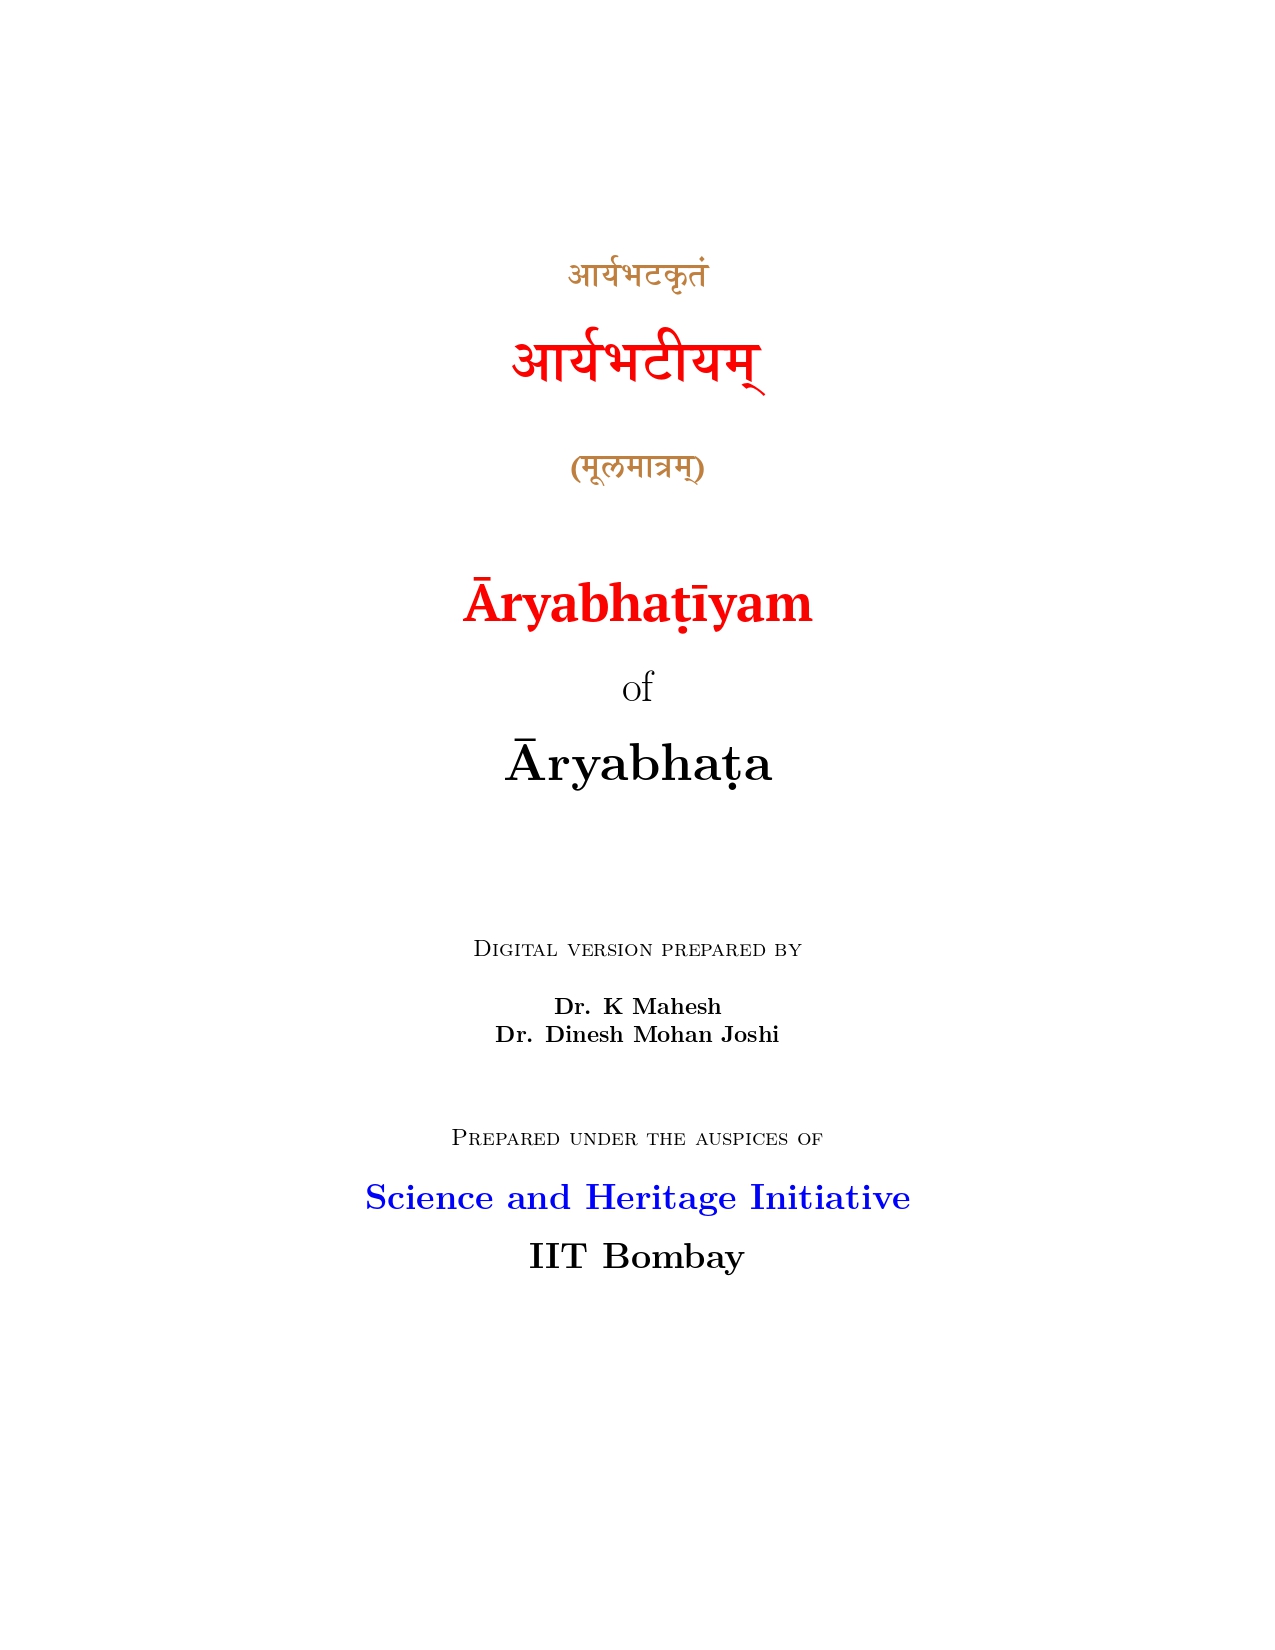 आर्यभटकृतं
आर्यभटीयम्
(मूलमात्रम्)
Āryabhaṭīyam
of
Āryabhaṭa
Digital version prepared by
Dr. K Mahesh
Dr. Dinesh Mohan Joshi
Prepared under the auspices of
Science and Heritage Initiative
IIT Bombay